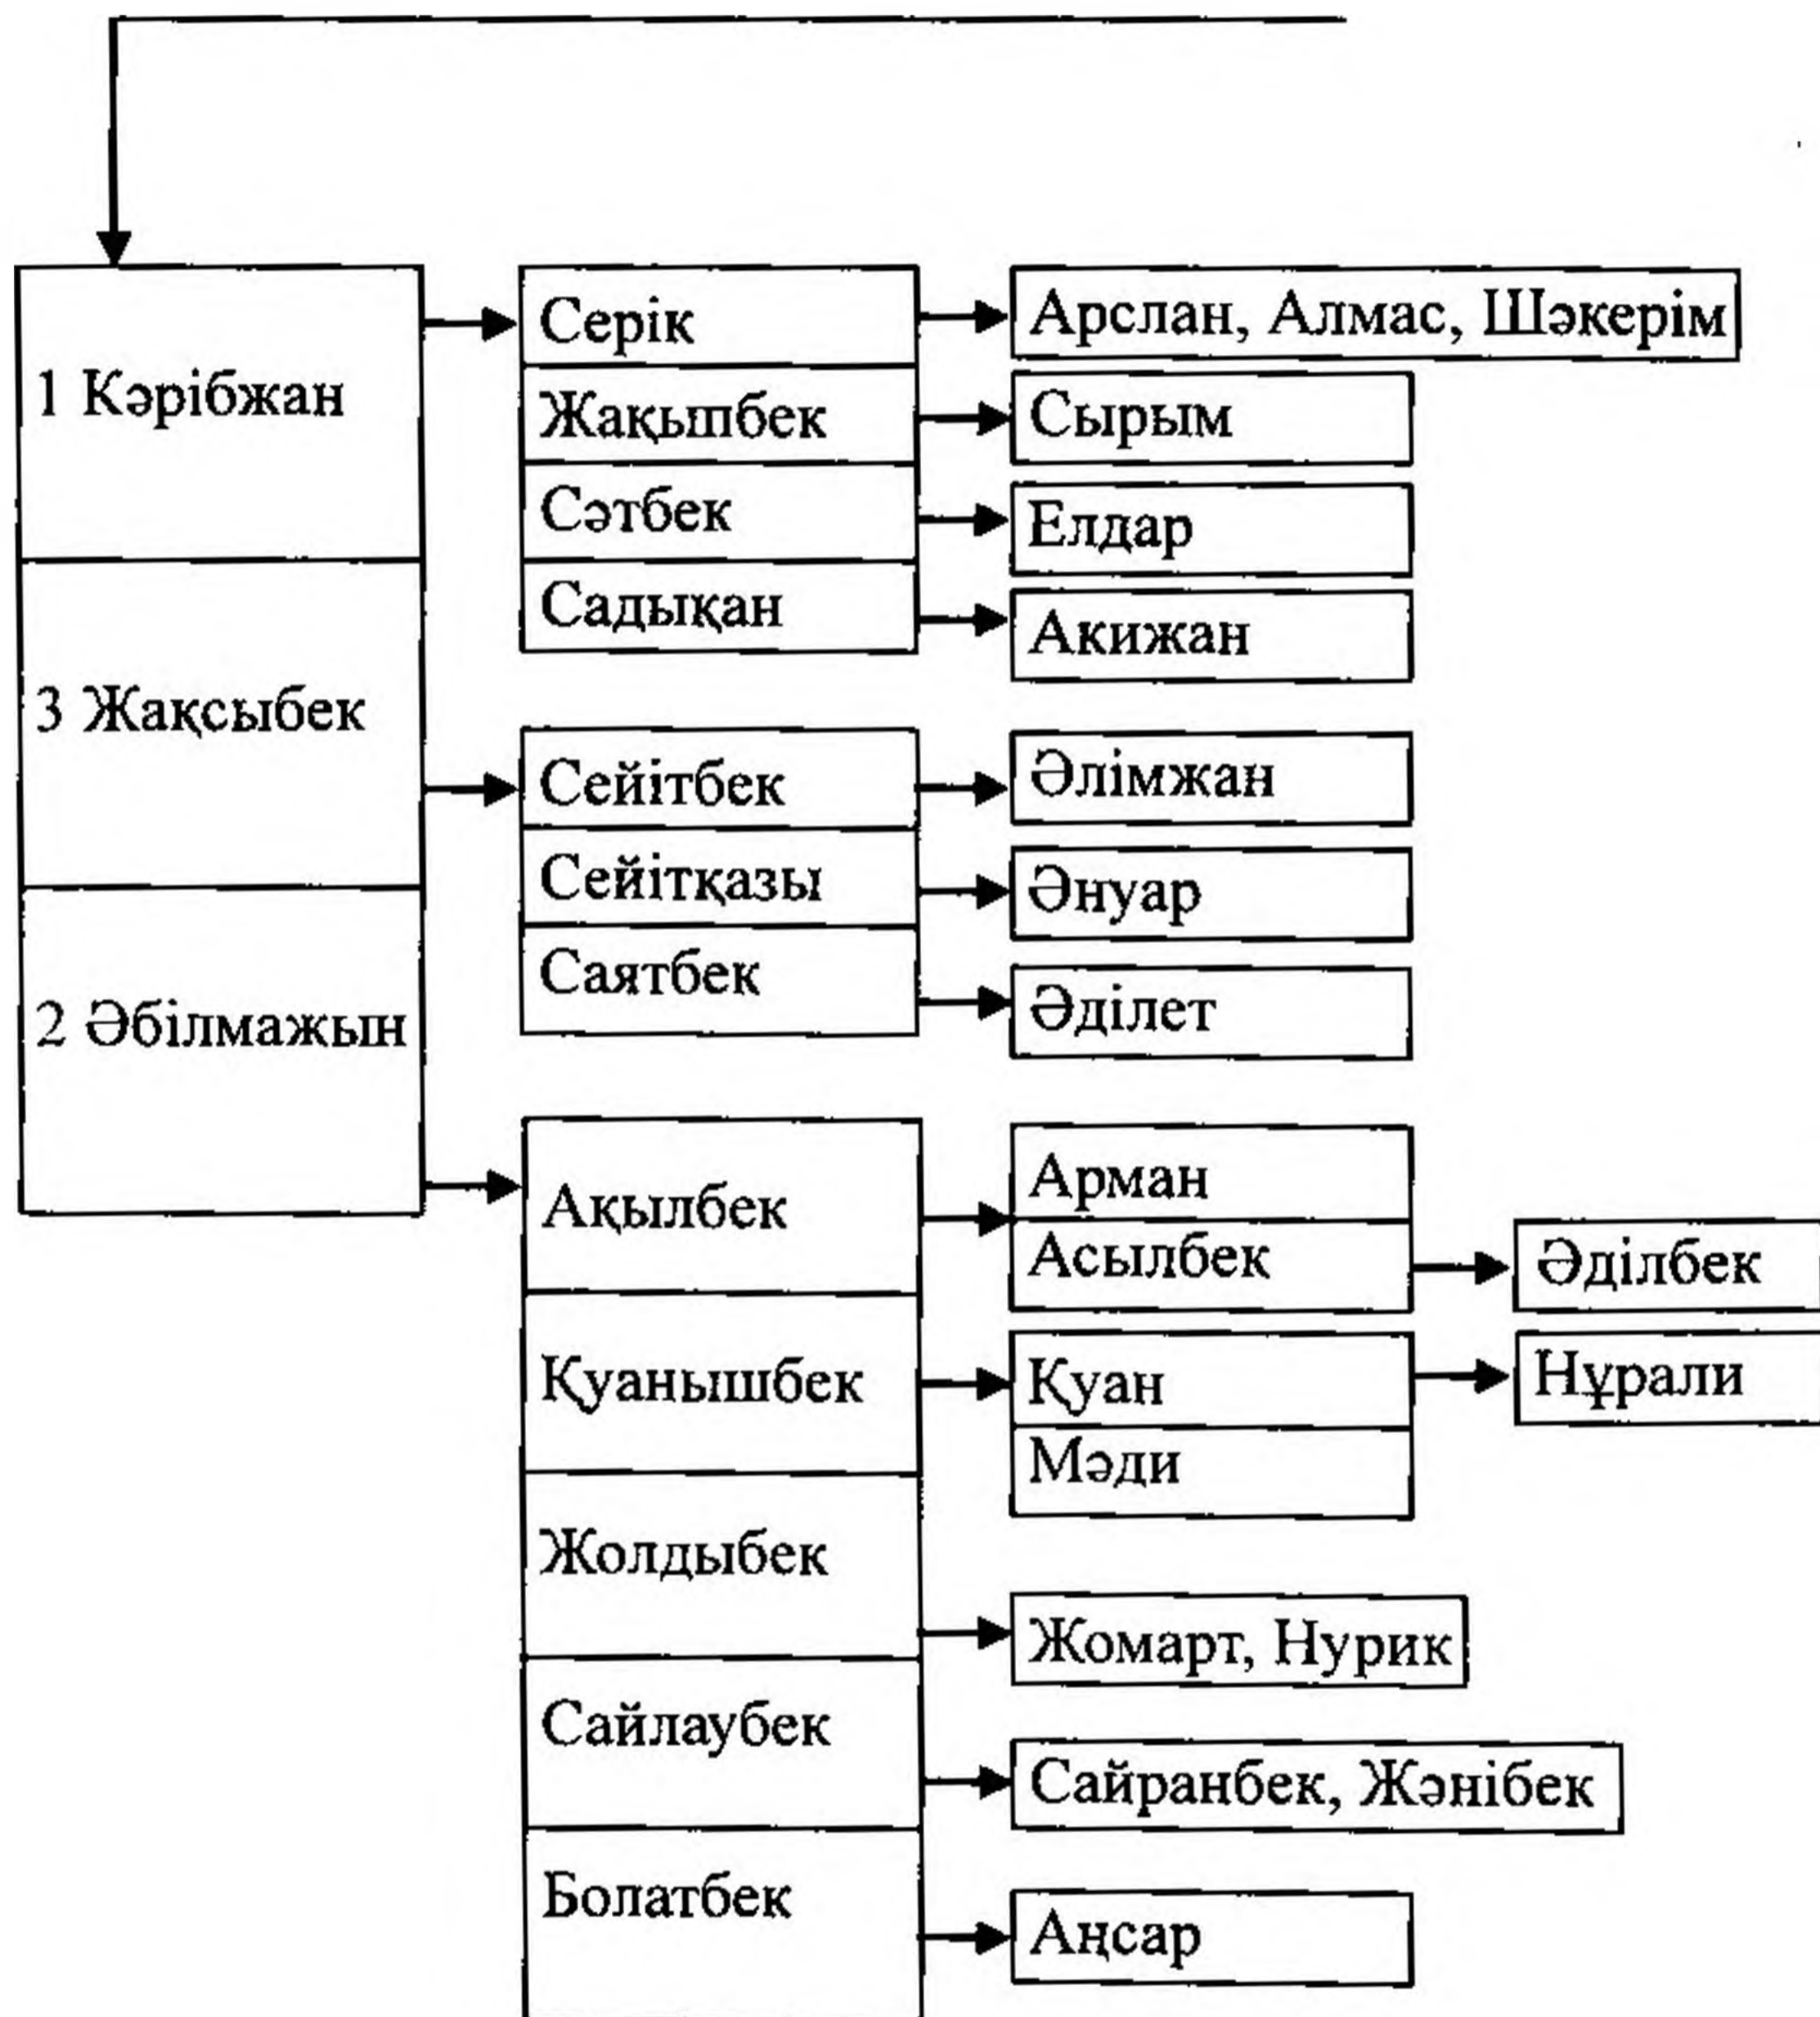 1 Кәрібжан
3 Жақсыбек
2 Әбілмажын
Серік
Жақыпбек
Сәтбек
Садықан
Арслан, Алмас, Шәкерім
Сырым
Елдар
Акижан
Сейітбек
Сейітқазы
Саятбек
Әлімжан
Әнуар
Әділет
Ақылбек
Қуанышбек
Жолдыбек
Сайлаубек
Болатбек
Арман
Асылбек
Әділбек
Қуан
Мәди
Нұрали
Жомарт, Нурик
Сайранбек, Жәнібек
Аңсар